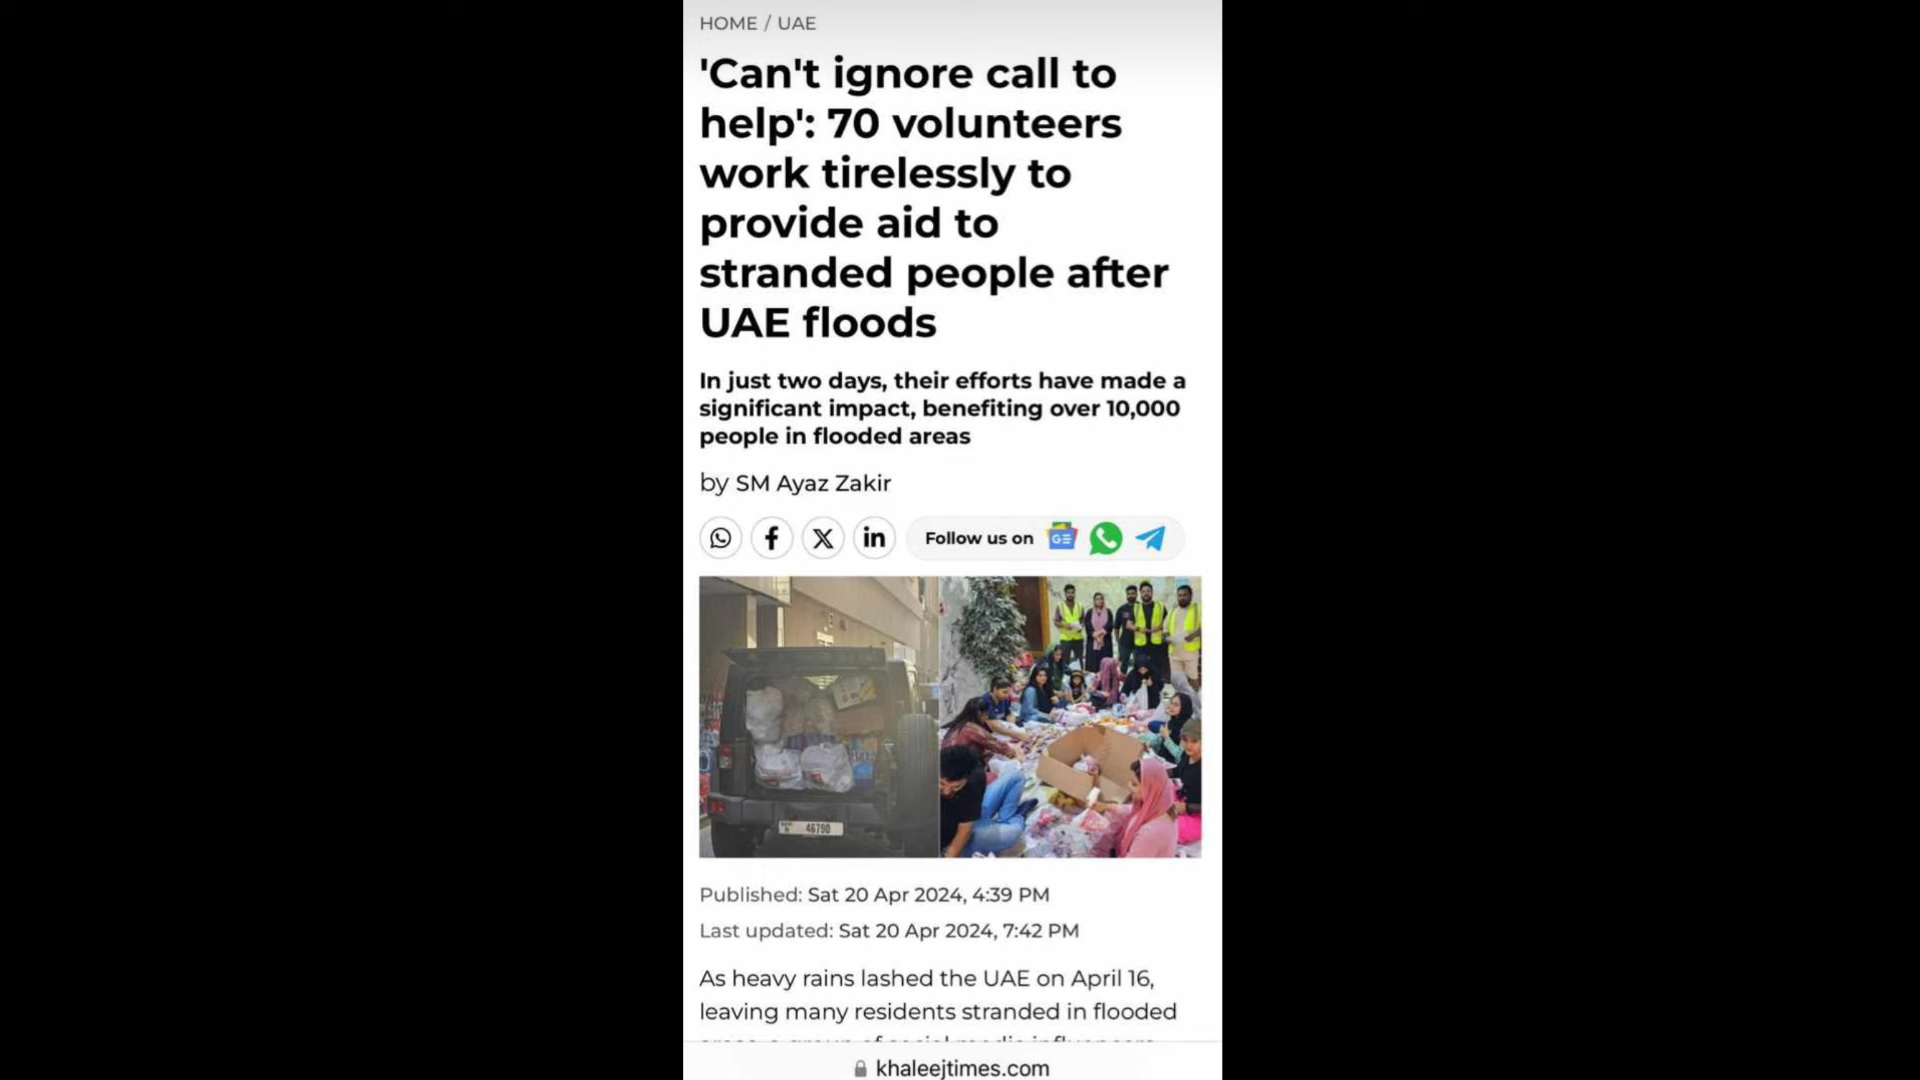 HOME / UAE
'Can't ignore call to
help': 70 volunteers
work tirelessly to
provide aid to
stranded people after
UAE floods
In just two days, their efforts have made a
significant impact, benefiting over 10,000
people in flooded areas
by SM Ayaz Zakir
Follow us on
46790
Published: Sat 20 Apr 2024, 4:39 PM
Last updated: Sat 20 Apr 2024, 7:42 PM
As heavy rains lashed the UAE on April 16,
leaving many residents stranded in flooded
khaleejtimes.com